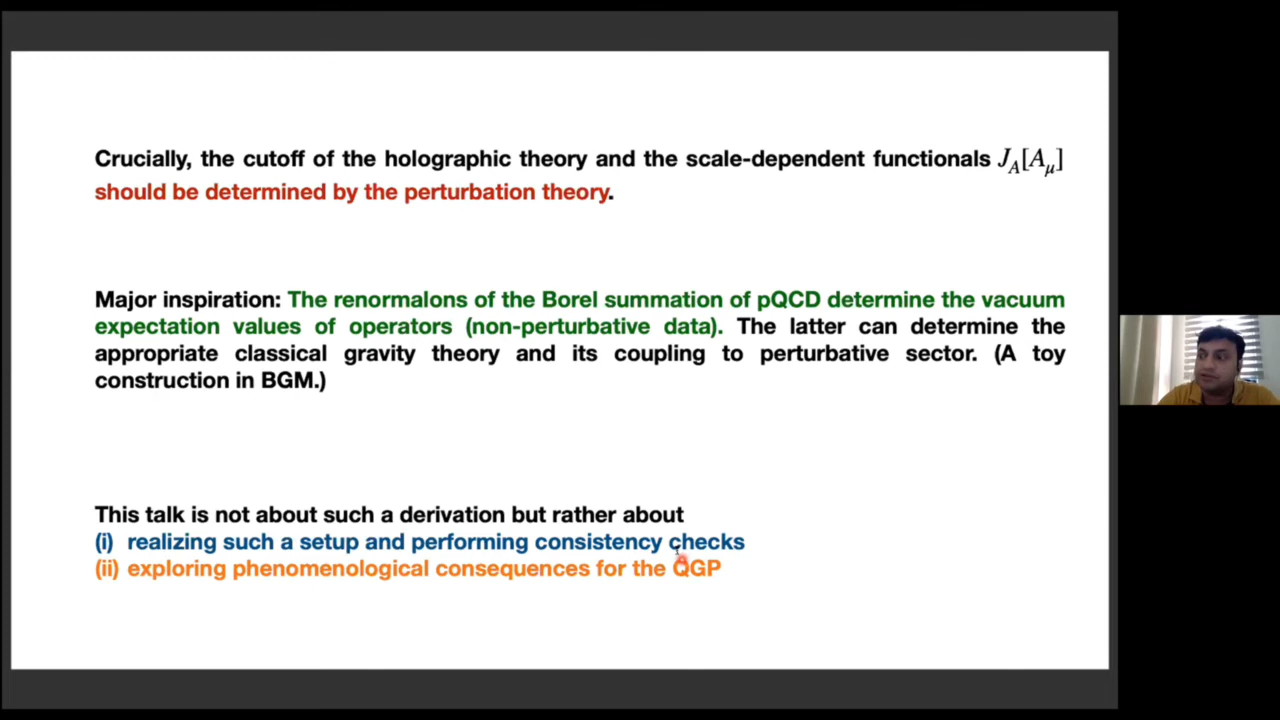 Crucially, the cutoff of the holographic theory and the scale-dependent functionals J_A[A_μ]
should be determined by the perturbation theory.
Major inspiration: The renormalons of the Borel summation of pQCD determine the vacuum
expectation values of operators (non-perturbative data). The latter can determine the
appropriate classical gravity theory and its coupling to perturbative sector. (A toy
construction in BGM.)
This talk is not about such a derivation but rather about
(i) realizing such a setup and performing consistency checks
(ii) exploring phenomenological consequences for the QGP